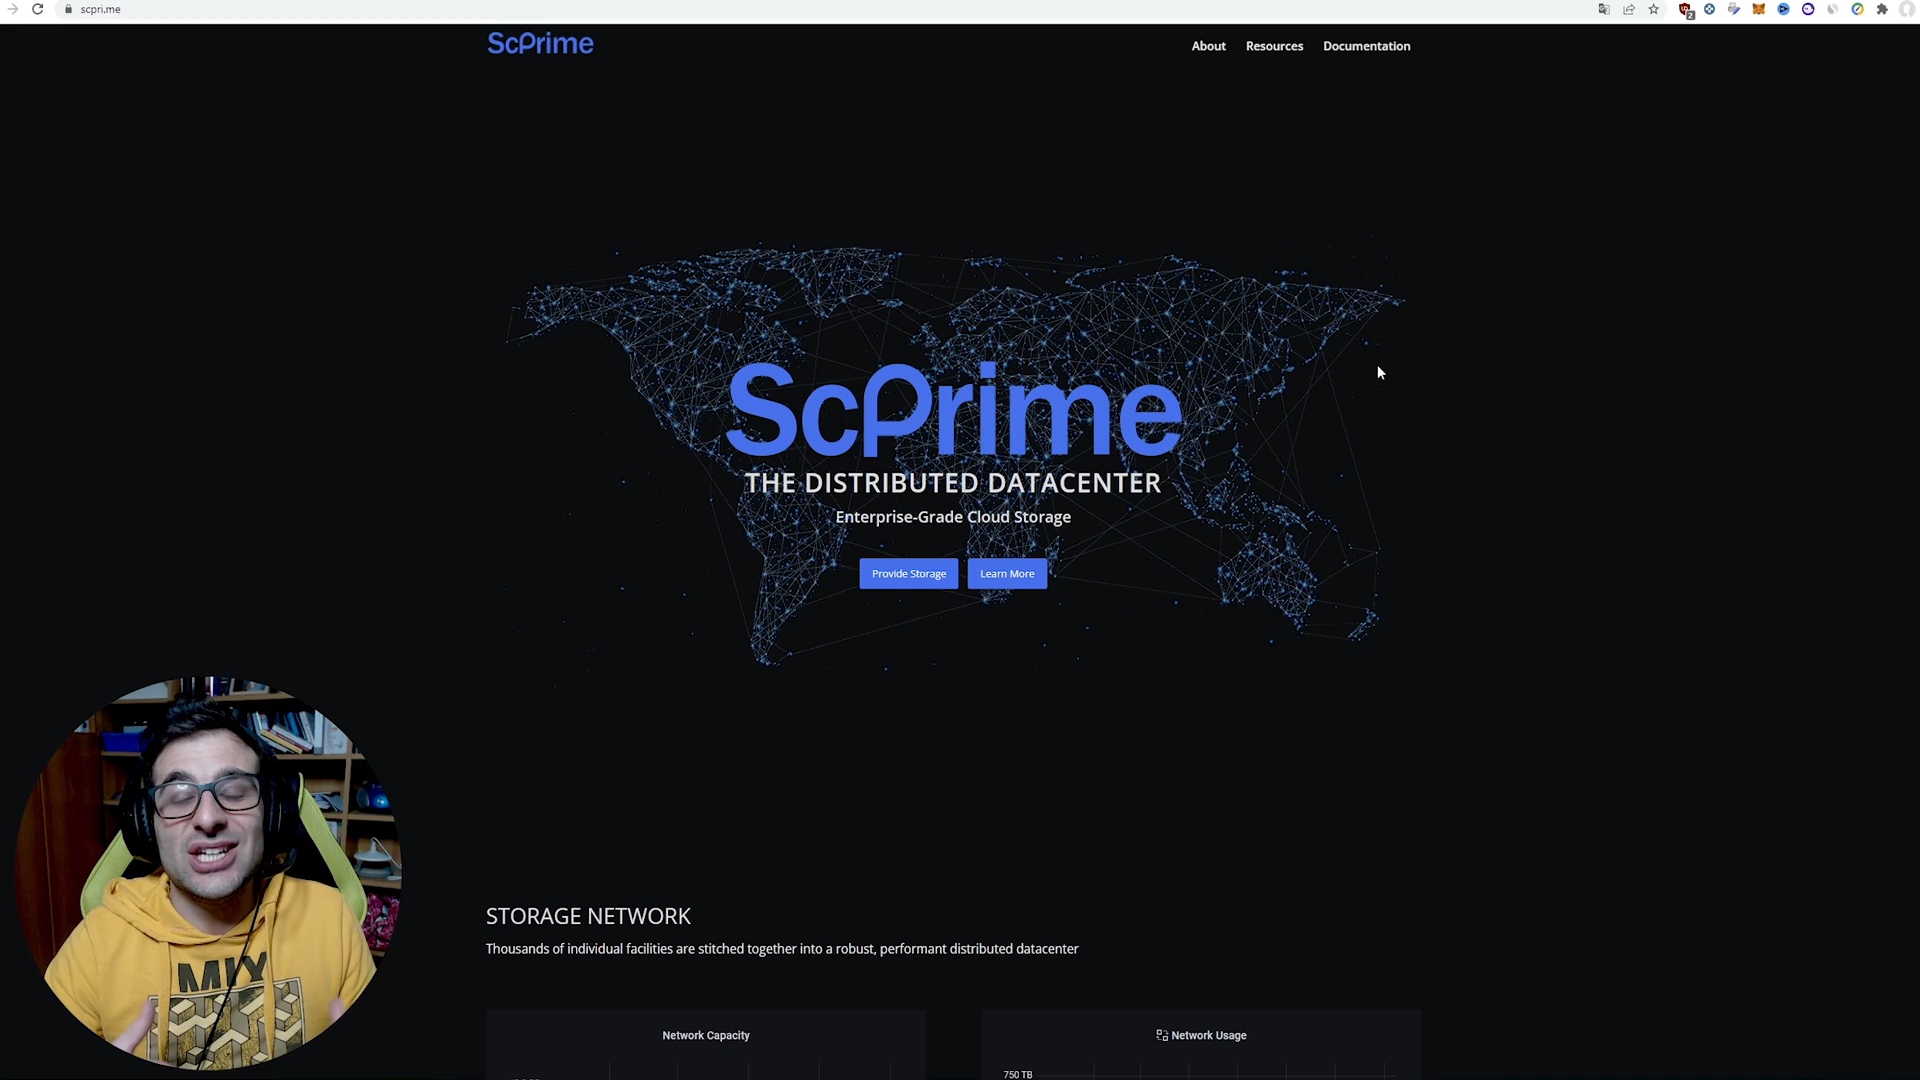 scpri.me
2
ScPrime
About Resources Documentation
ScPrime
THE DISTRIBUTED DATACENTER
Enterprise-Grade Cloud Storage
Provide Storage Learn More
STORAGE NETWORK
Thousands of individual facilities are stitched together into a robust, performant distributed datacenter
MIX
Network Capacity
Network Usage
750 TB